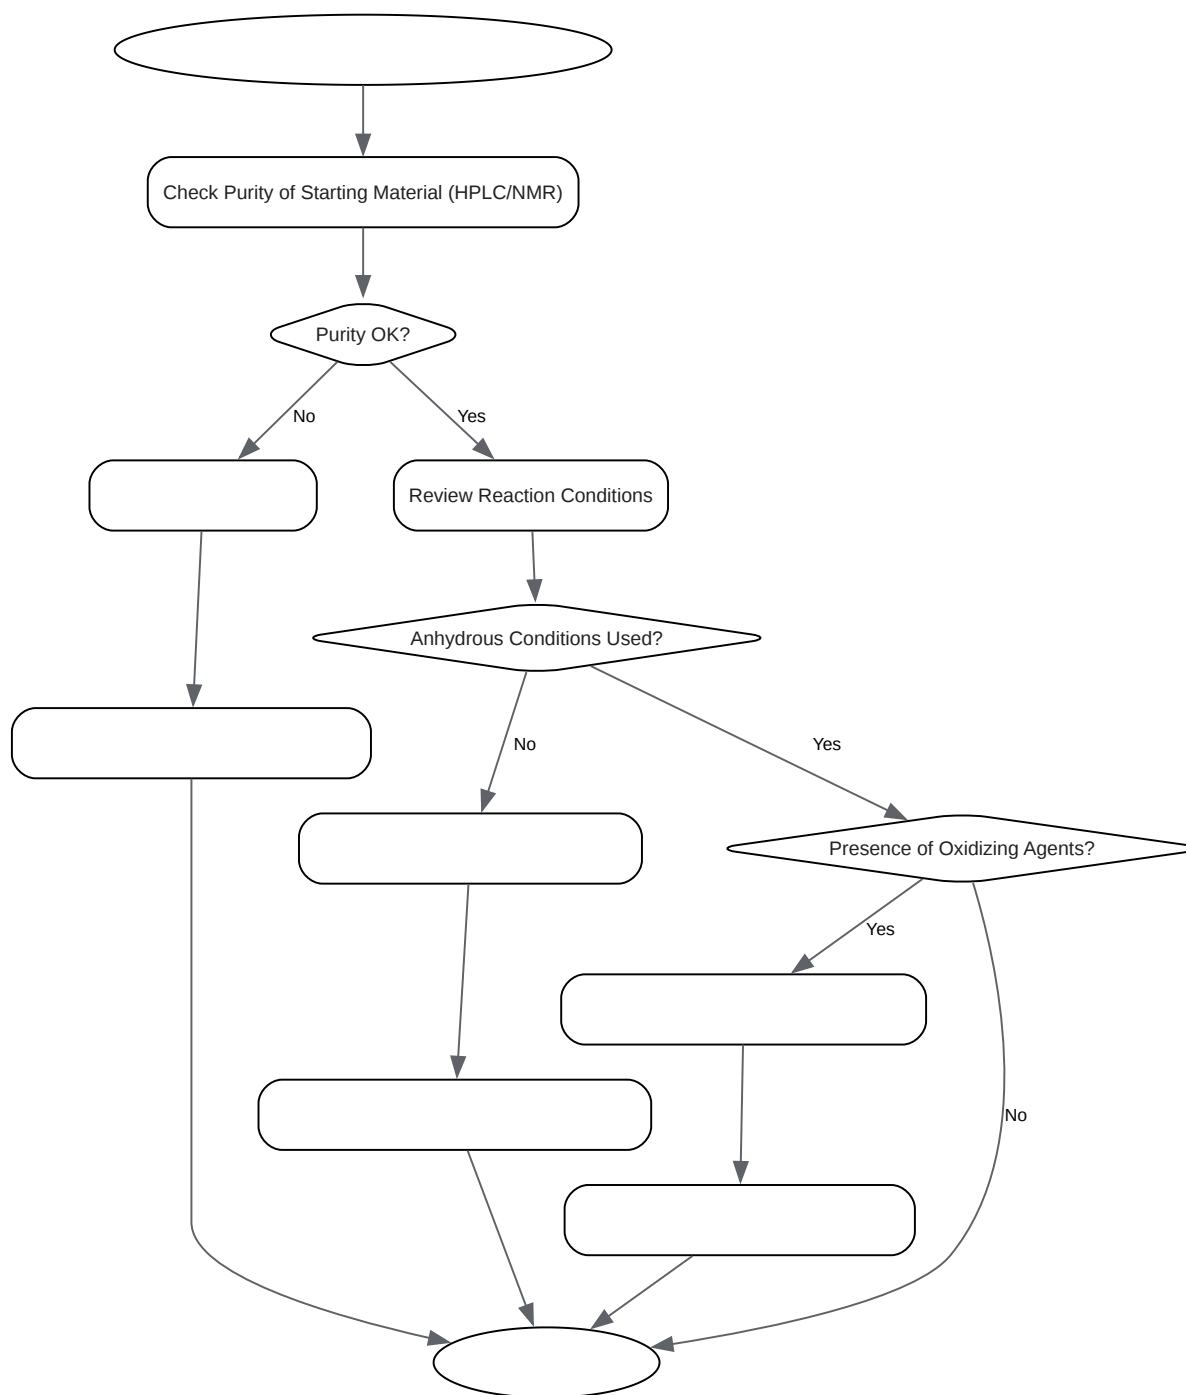 Check Purity of Starting Material (HPLC/NMR)
Purity OK?
No
Yes
Review Reaction Conditions
Anhydrous Conditions Used?
No
Yes
Presence of Oxidizing Agents?
Yes
No